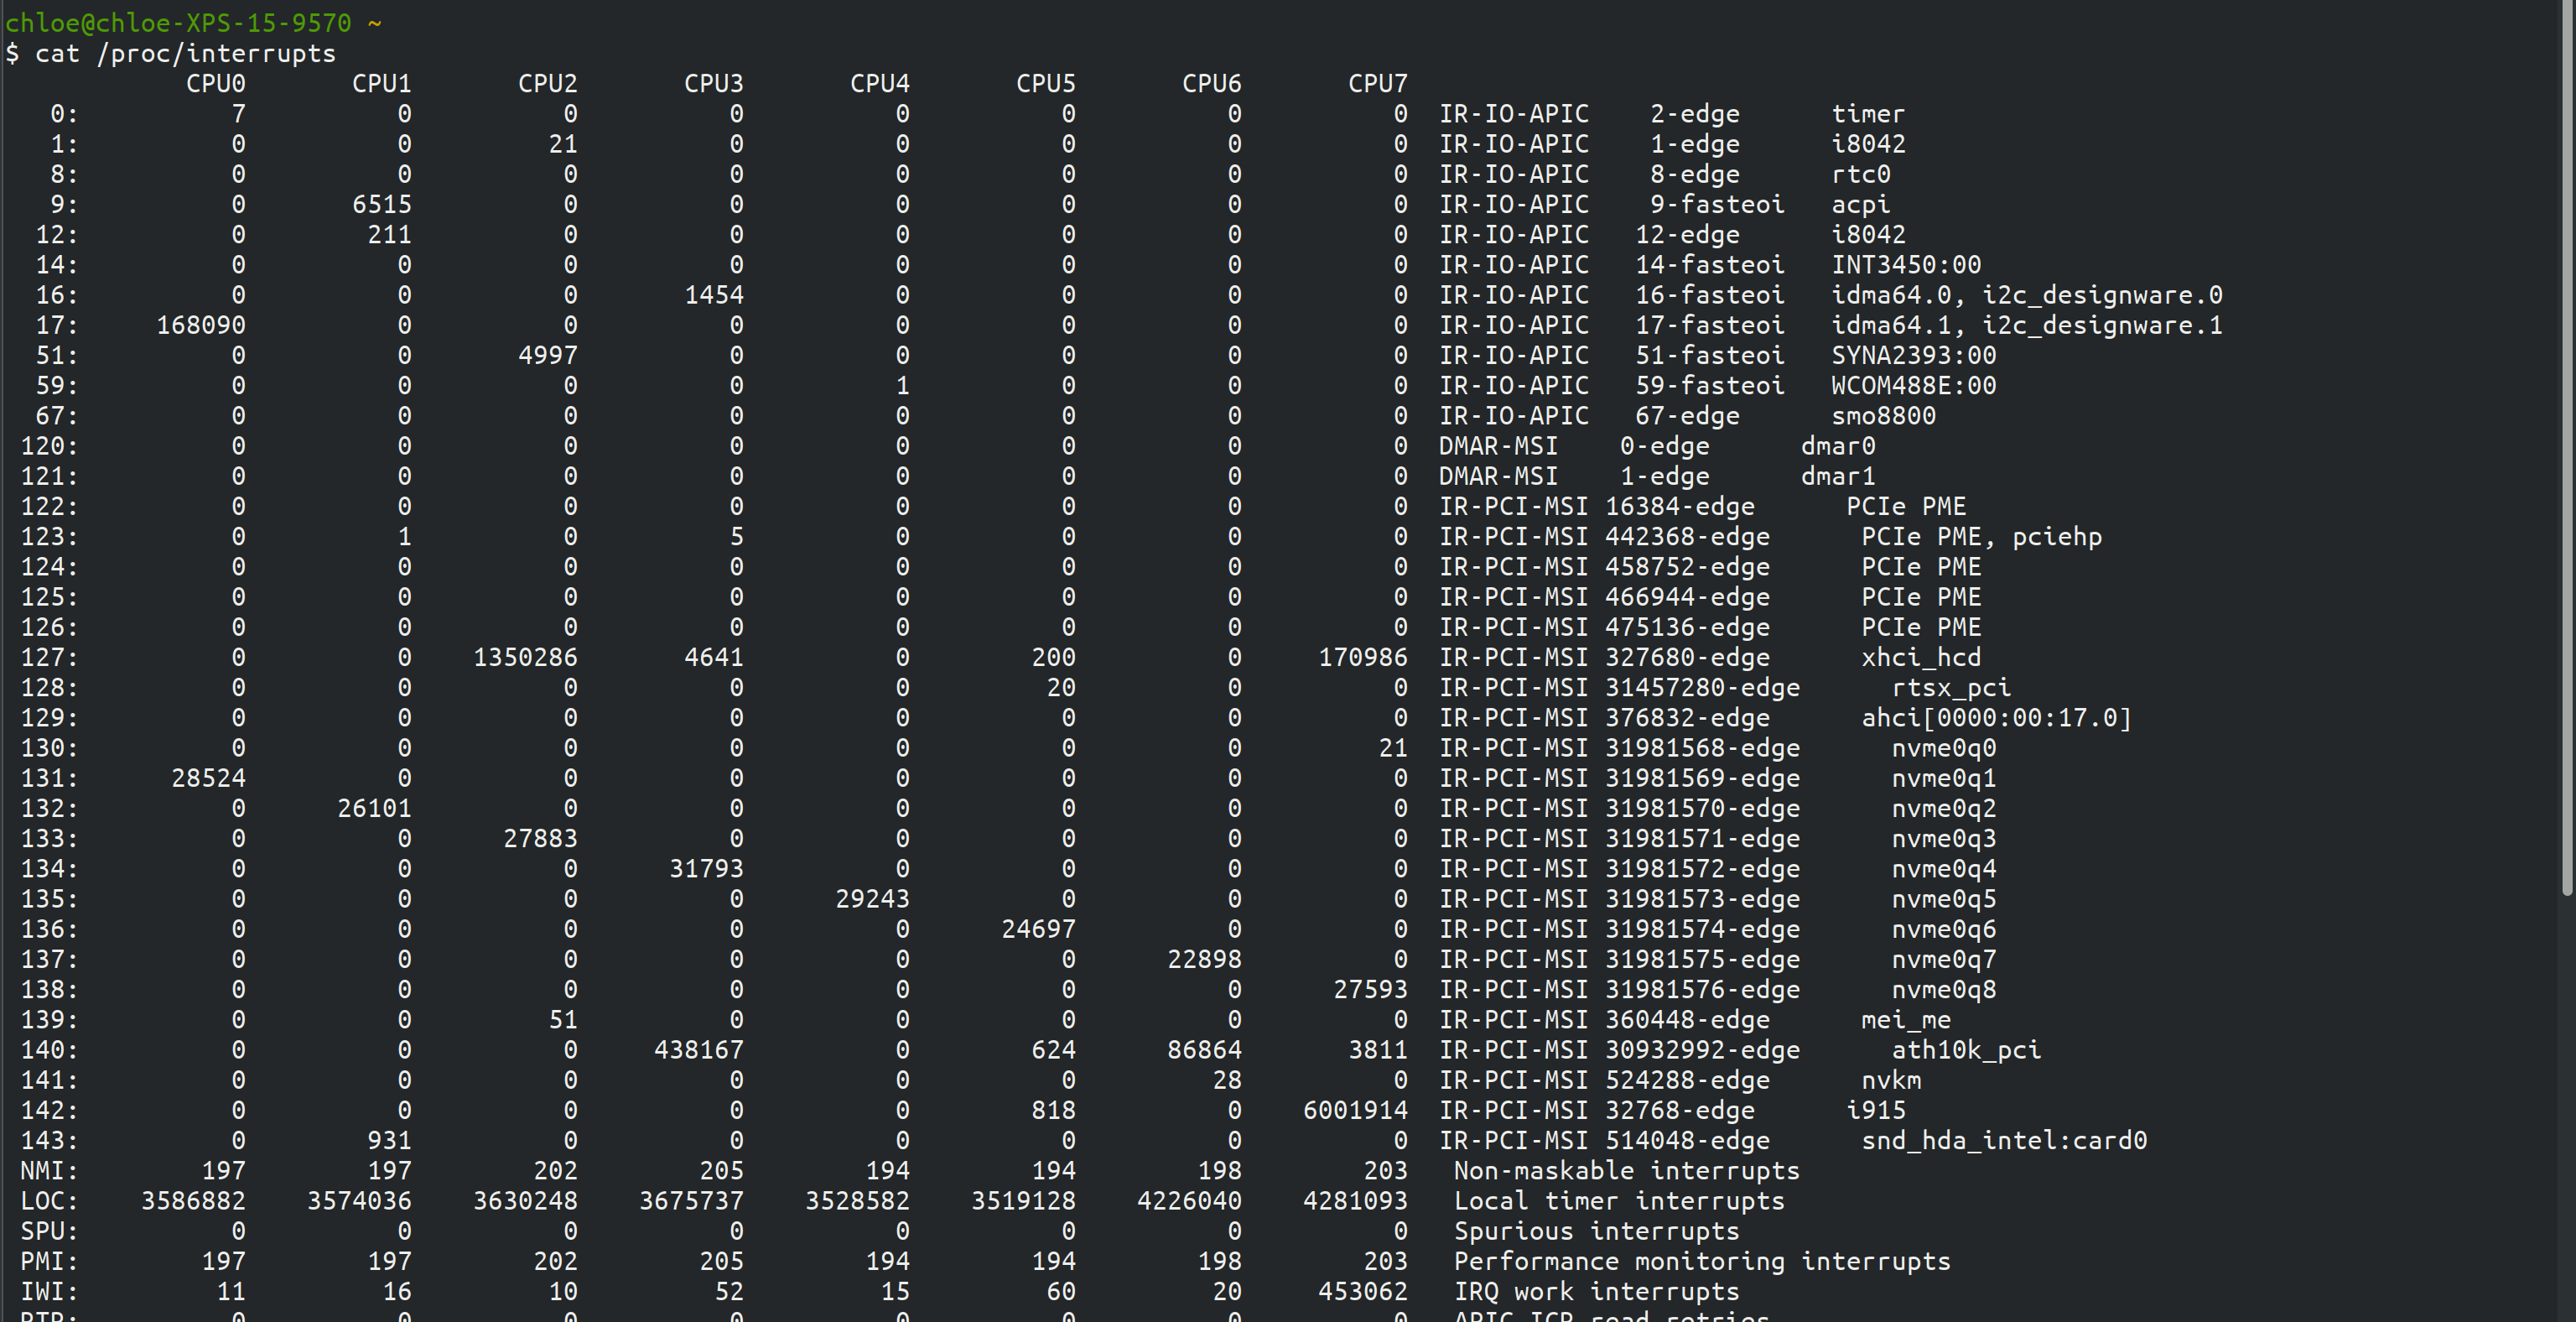 chloe@chloe-XPS-15-9570 ~
$ cat /proc/interrupts
            CPU0       CPU1       CPU2       CPU3       CPU4       CPU5       CPU6       CPU7
   0:          7          0          0          0          0          0          0          0  IR-IO-APIC    2-edge      timer
   1:          0          0         21          0          0          0          0          0  IR-IO-APIC    1-edge      i8042
   8:          0          0          0          0          0          0          0          0  IR-IO-APIC    8-edge      rtc0
   9:          0       6515          0          0          0          0          0          0  IR-IO-APIC    9-fasteoi   acpi
  12:          0        211          0          0          0          0          0          0  IR-IO-APIC   12-edge      i8042
  14:          0          0          0          0          0          0          0          0  IR-IO-APIC   14-fasteoi   INT3450:00
  16:          0          0          0       1454          0          0          0          0  IR-IO-APIC   16-fasteoi   idma64.0, i2c_designware.0
  17:     168090          0          0          0          0          0          0          0  IR-IO-APIC   17-fasteoi   idma64.1, i2c_designware.1
  51:          0          0       4997          0          0          0          0          0  IR-IO-APIC   51-fasteoi   SYNA2393:00
  59:          0          0          0          0          1          0          0          0  IR-IO-APIC   59-fasteoi   WCOM488E:00
  67:          0          0          0          0          0          0          0          0  IR-IO-APIC   67-edge      smo8800
 120:          0          0          0          0          0          0          0          0  DMAR-MSI    0-edge      dmar0
 121:          0          0          0          0          0          0          0          0  DMAR-MSI    1-edge      dmar1
 122:          0          0          0          0          0          0          0          0  IR-PCI-MSI 16384-edge      PCIe PME
 123:          0          1          0          5          0          0          0          0  IR-PCI-MSI 442368-edge      PCIe PME, pciehp
 124:          0          0          0          0          0          0          0          0  IR-PCI-MSI 458752-edge      PCIe PME
 125:          0          0          0          0          0          0          0          0  IR-PCI-MSI 466944-edge      PCIe PME
 126:          0          0          0          0          0          0          0          0  IR-PCI-MSI 475136-edge      PCIe PME
 127:          0          0    1350286       4641          0        200          0     170986  IR-PCI-MSI 327680-edge      xhci_hcd
 128:          0          0          0          0          0         20          0          0  IR-PCI-MSI 31457280-edge      rtsx_pci
 129:          0          0          0          0          0          0          0          0  IR-PCI-MSI 376832-edge      ahci[0000:00:17.0]
 130:          0          0          0          0          0          0          0         21  IR-PCI-MSI 31981568-edge      nvme0q0
 131:      28524          0          0          0          0          0          0          0  IR-PCI-MSI 31981569-edge      nvme0q1
 132:          0      26101          0          0          0          0          0          0  IR-PCI-MSI 31981570-edge      nvme0q2
 133:          0          0      27883          0          0          0          0          0  IR-PCI-MSI 31981571-edge      nvme0q3
 134:          0          0          0      31793          0          0          0          0  IR-PCI-MSI 31981572-edge      nvme0q4
 135:          0          0          0          0      29243          0          0          0  IR-PCI-MSI 31981573-edge      nvme0q5
 136:          0          0          0          0          0      24697          0          0  IR-PCI-MSI 31981574-edge      nvme0q6
 137:          0          0          0          0          0          0      22898          0  IR-PCI-MSI 31981575-edge      nvme0q7
 138:          0          0          0          0          0          0          0      27593  IR-PCI-MSI 31981576-edge      nvme0q8
 139:          0          0         51          0          0          0          0          0  IR-PCI-MSI 360448-edge      mei_me
 140:          0          0          0     438167          0        624      86864       3811  IR-PCI-MSI 30932992-edge      ath10k_pci
 141:          0          0          0          0          0          0         28          0  IR-PCI-MSI 524288-edge      nvkm
 142:          0          0          0          0          0        818          0    6001914  IR-PCI-MSI 32768-edge      i915
 143:          0        931          0          0          0          0          0          0  IR-PCI-MSI 514048-edge      snd_hda_intel:card0
 NMI:        197        197        202        205        194        194        198        203   Non-maskable interrupts
 LOC:    3586882    3574036    3630248    3675737    3528582    3519128    4226040    4281093   Local timer interrupts
 SPU:          0          0          0          0          0          0          0          0   Spurious interrupts
 PMI:        197        197        202        205        194        194        198        203   Performance monitoring interrupts
 IWI:         11         16         10         52         15         60         20     453062   IRQ work interrupts
 RTR:          0          0          0          0          0          0          0          0   APIC ICR read retries